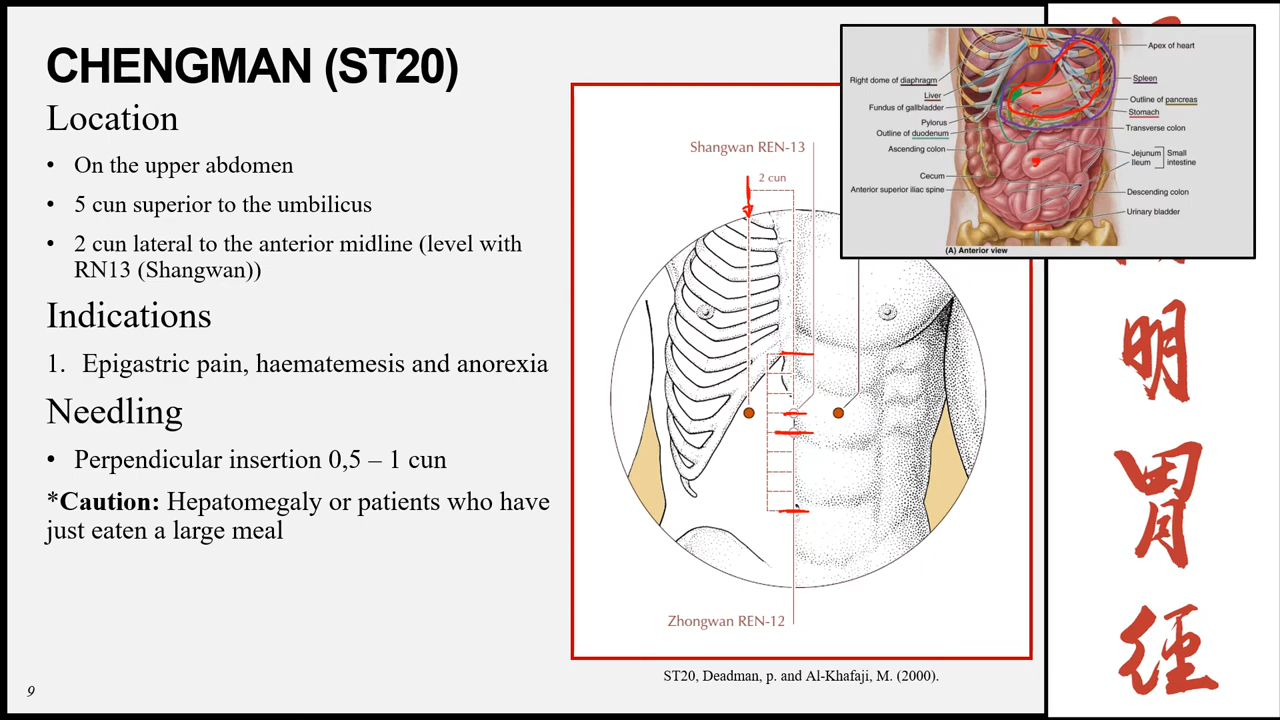 CHENGMAN (ST20)
Location
• On the upper abdomen
• 5 cun superior to the umbilicus
• 2 cun lateral to the anterior midline (level with
RN13 (Shangwan))
Indications
1. Epigastric pain, haematemesis and anorexia
Needling
• Perpendicular insertion 0,5 – 1 cun
*Caution: Hepatomegaly or patients who have
just eaten a large meal
9
Shangwan REN-13
2 cun
Zhongwan REN-12
ST20, Deadman, p. and Al-Khafaji, M. (2000).
Right dome of diaphragm
Liver
Fundus of gallbladder
Pylorus
Outline of duodenum
Ascending colon
Cecum
Anterior superior iliac spine
Apex of heart
Spleen
Outline of pancreas
Stomach
Transverse colon
Jejunum
Ileum
Small
intestine
Descending colon
Urinary bladder
(A) Anterior view
明
胃
径